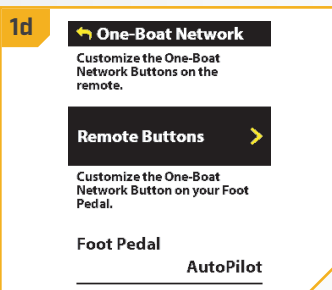 1d
One-Boat Network
Customize the One-Boat
Network Buttons on the
remote.
Remote Buttons
Customize the One-Boat
Network Button on your Foot
Pedal.
Foot Pedal
AutoPilot